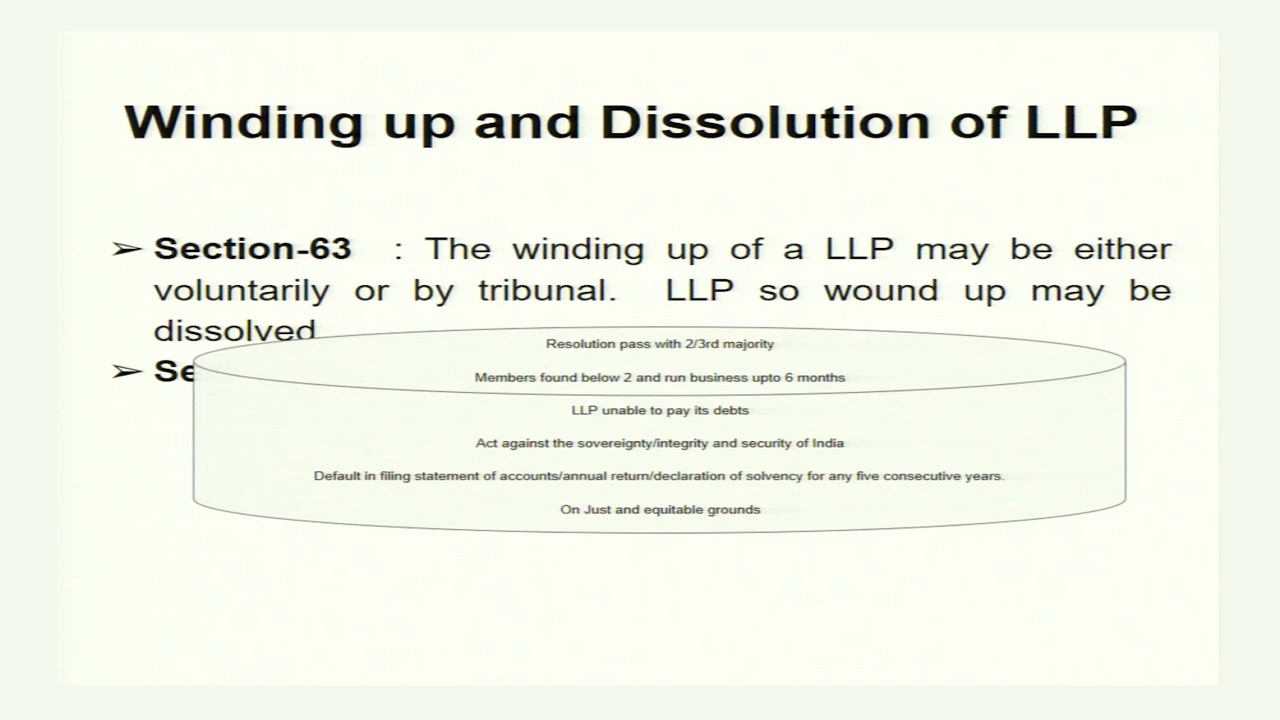 Winding up and Dissolution of LLP
➢ Section-63 : The winding up of a LLP may be either
voluntarily or by tribunal. LLP so wound up may be
dissolved
➢ Se
Resolution pass with 2/3rd majority
Members found below 2 and run business upto 6 months
LLP unable to pay its debts
Act against the sovereignty/integrity and security of India
Default in filing statement of accounts/annual return/declaration of solvency for any five consecutive years.
On Just and equitable grounds